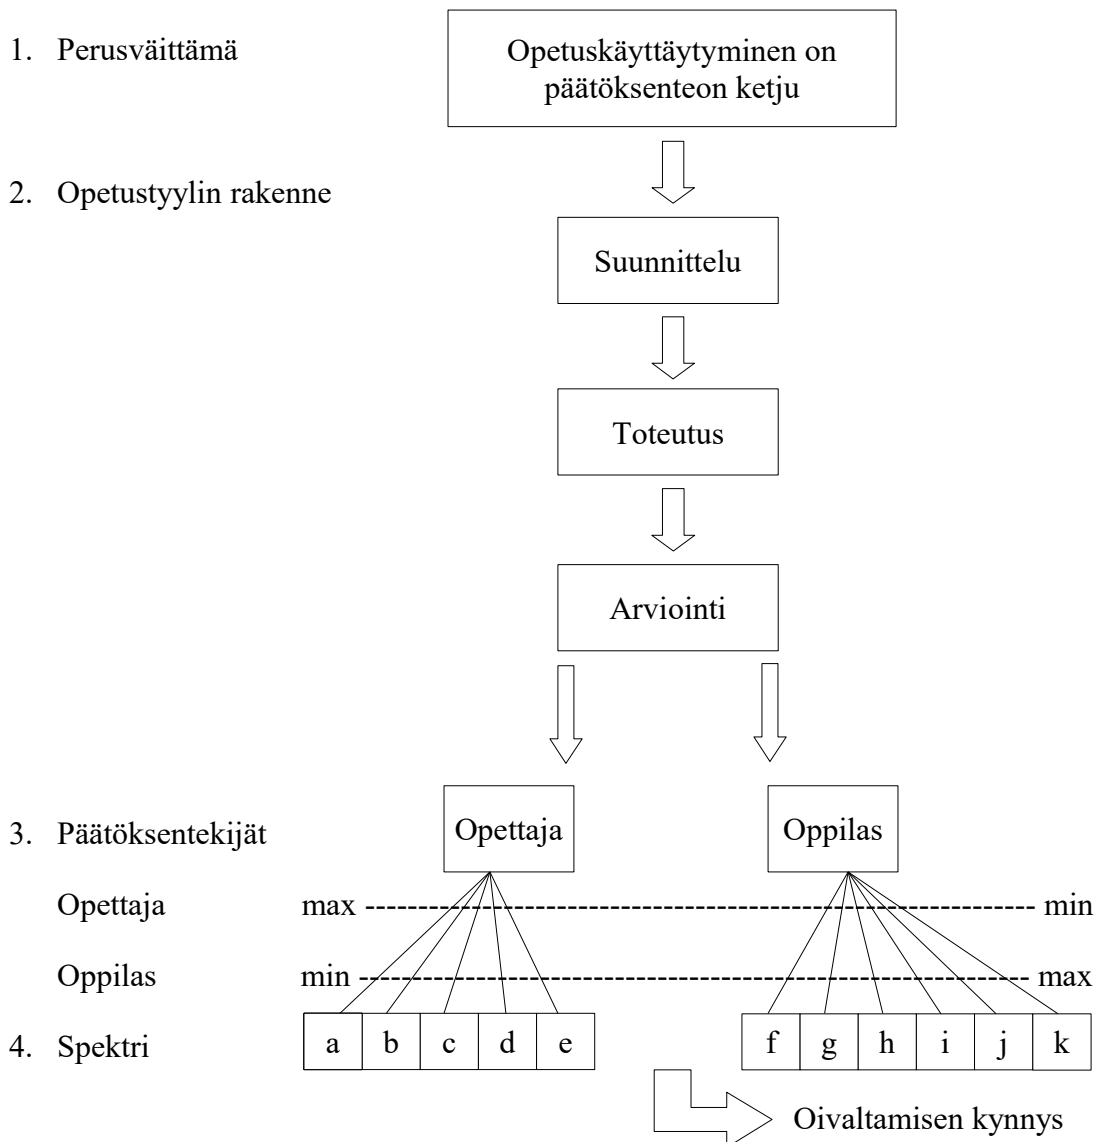 1. Perusväittämä
Opetuskäyttäytyminen on
päätöksenteon ketju
2. Opetustyylin rakenne
Suunnittelu
Toteutus
Arviointi
3. Päätöksentekijät
Opettaja
Oppilas
Opettaja max min
Oppilas min max
4. Spektri a b c d e f g h i j k
Oivaltamisen kynnys